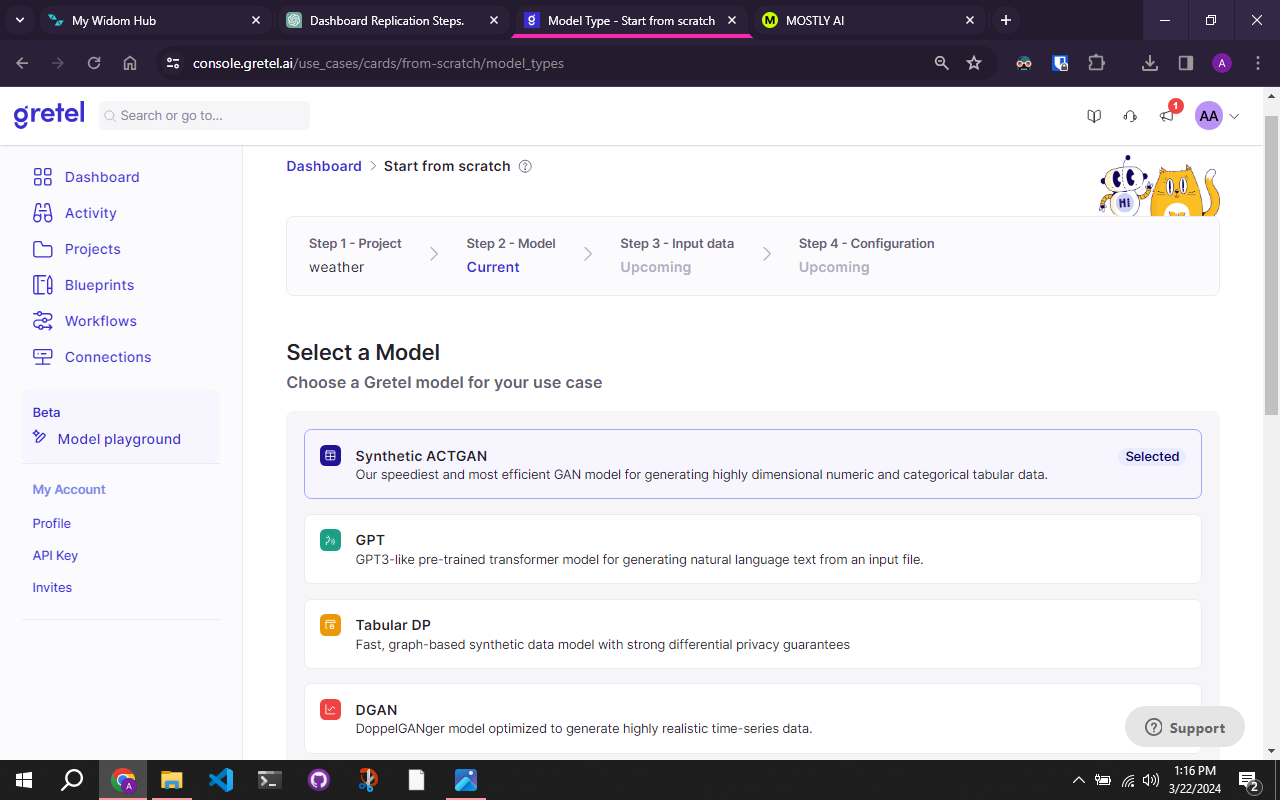 My Widom Hub
Dashboard Replication Steps.
Model Type - Start from scratch
MOSTLY AI
console.gretel.ai/use_cases/cards/from-scratch/model_types
A
gretel
Search or go to...
1
AA
Dashboard
Activity
Projects
Blueprints
Workflows
Connections
Beta
Model playground
My Account
Profile
API Key
Invites
Dashboard > Start from scratch
Hi
Step 1 - Project
weather
Step 2 - Model
Current
Step 3 - Input data
Upcoming
Step 4 - Configuration
Upcoming
Select a Model
Choose a Gretel model for your use case
Synthetic ACTGAN
Selected
Our speediest and most efficient GAN model for generating highly dimensional numeric and categorical tabular data.
GPT
GPT3-like pre-trained transformer model for generating natural language text from an input file.
Tabular DP
Fast, graph-based synthetic data model with strong differential privacy guarantees
DGAN
DoppelGANger model optimized to generate highly realistic time-series data.
Support
A
1:16 PM
3/22/2024
2